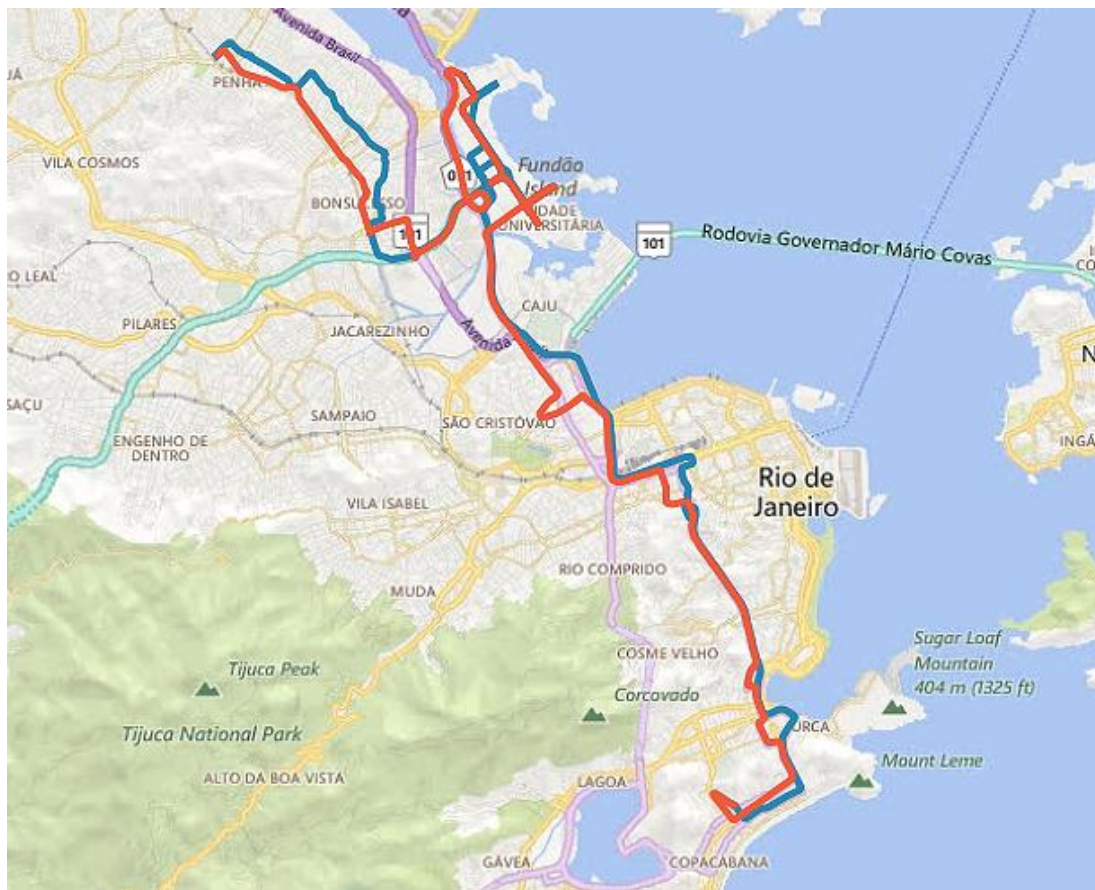 Avenida Brasil
PENHA
VILA COSMOS
Fundão
Island
BONSUCESSO
UNIVERSITÁRIA
101
101
Rodovia Governador Mário Covas
LEAL
CAJU
PILARES
JACAREZINHO
Avenida
SAMPAIO
SÃO CRISTÓVÃO
ENGENHO DE
DENTRO
Rio de
Janeiro
VILA ISABEL
RIO COMPRIDO
MUDA
COSME VELHO
Sugar Loaf
Mountain
404 m (1325 ft)
Tijuca Peak
Corcovado
Tijuca National Park
URCA
Mount Leme
ALTO DA BOA VISTA
LAGOA
GÁVEA
COPACABANA